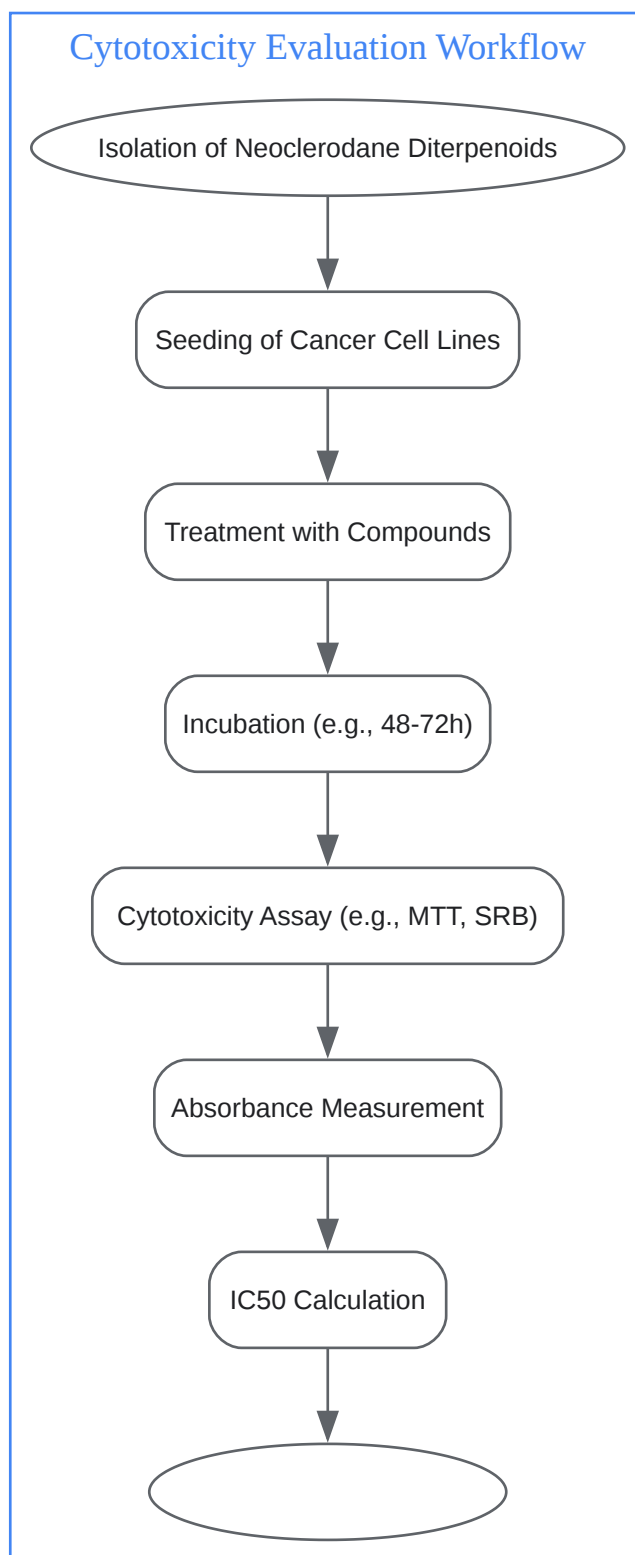 Cytotoxicity Evaluation Workflow
Isolation of Neoclerodane Diterpenoids
Seeding of Cancer Cell Lines
Treatment with Compounds
Incubation (e.g., 48-72h)
Cytotoxicity Assay (e.g., MTT, SRB)
Absorbance Measurement
IC50 Calculation